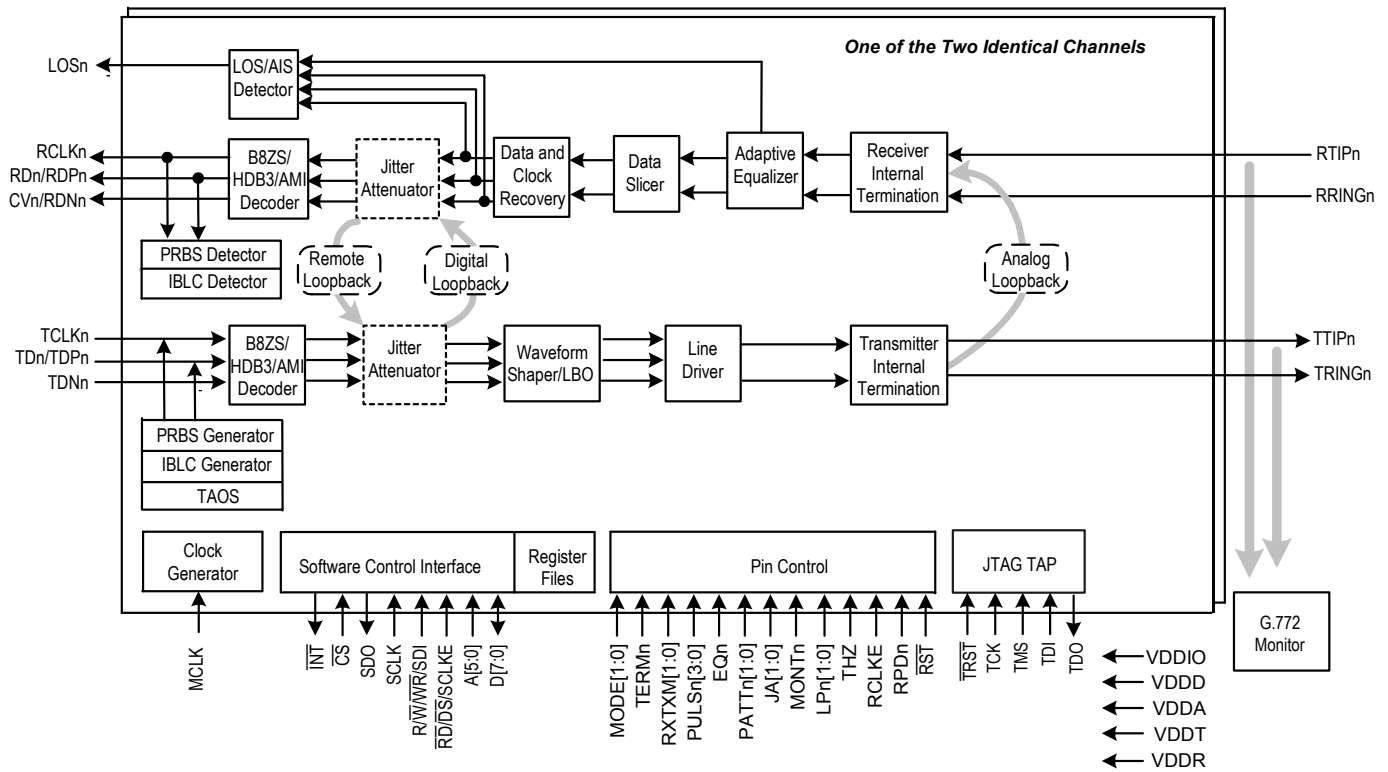 One of the Two Identical Channels
LOSn
LOS/AIS
Detector
RCLKn
RDn/RDPn
CVn/RDNn
B8ZS/
HDB3/AMI
Decoder
Jitter
Attenuator
Data and
Clock
Recovery
Data
Slicer
Adaptive
Equalizer
Receiver
Internal
Termination
RTIPn
RRINGn
PRBS Detector
IBLC Detector
Remote
Loopback
Digital
Loopback
Analog
Loopback
TCLKn
TDn/TDPn
TDNn
B8ZS/
HDB3/AMI
Decoder
Jitter
Attenuator
Waveform
Shaper/LBO
Line
Driver
Transmitter
Internal
Termination
TTIPn
TRINGn
PRBS Generator
IBLC Generator
TAOS
Clock
Generator
Software Control Interface
Register
Files
Pin Control
JTAG TAP
G.772
Monitor
MCLK
INT
CS
SDO
SCLK
R/W/WR/SDI
RD/DS/SCLKE
A[5:0]
D[7:0]
MODE[1:0]
TERMn
RXTXM[1:0]
PULSn[3:0]
EQn
PATTn[1:0]
JA[1:0]
MONTn
LPn[1:0]
THZ
RCLKE
RPDn
RST
TRST
TCK
TMS
TDI
TDO
VDDIO
VDDD
VDDA
VDDT
VDDR